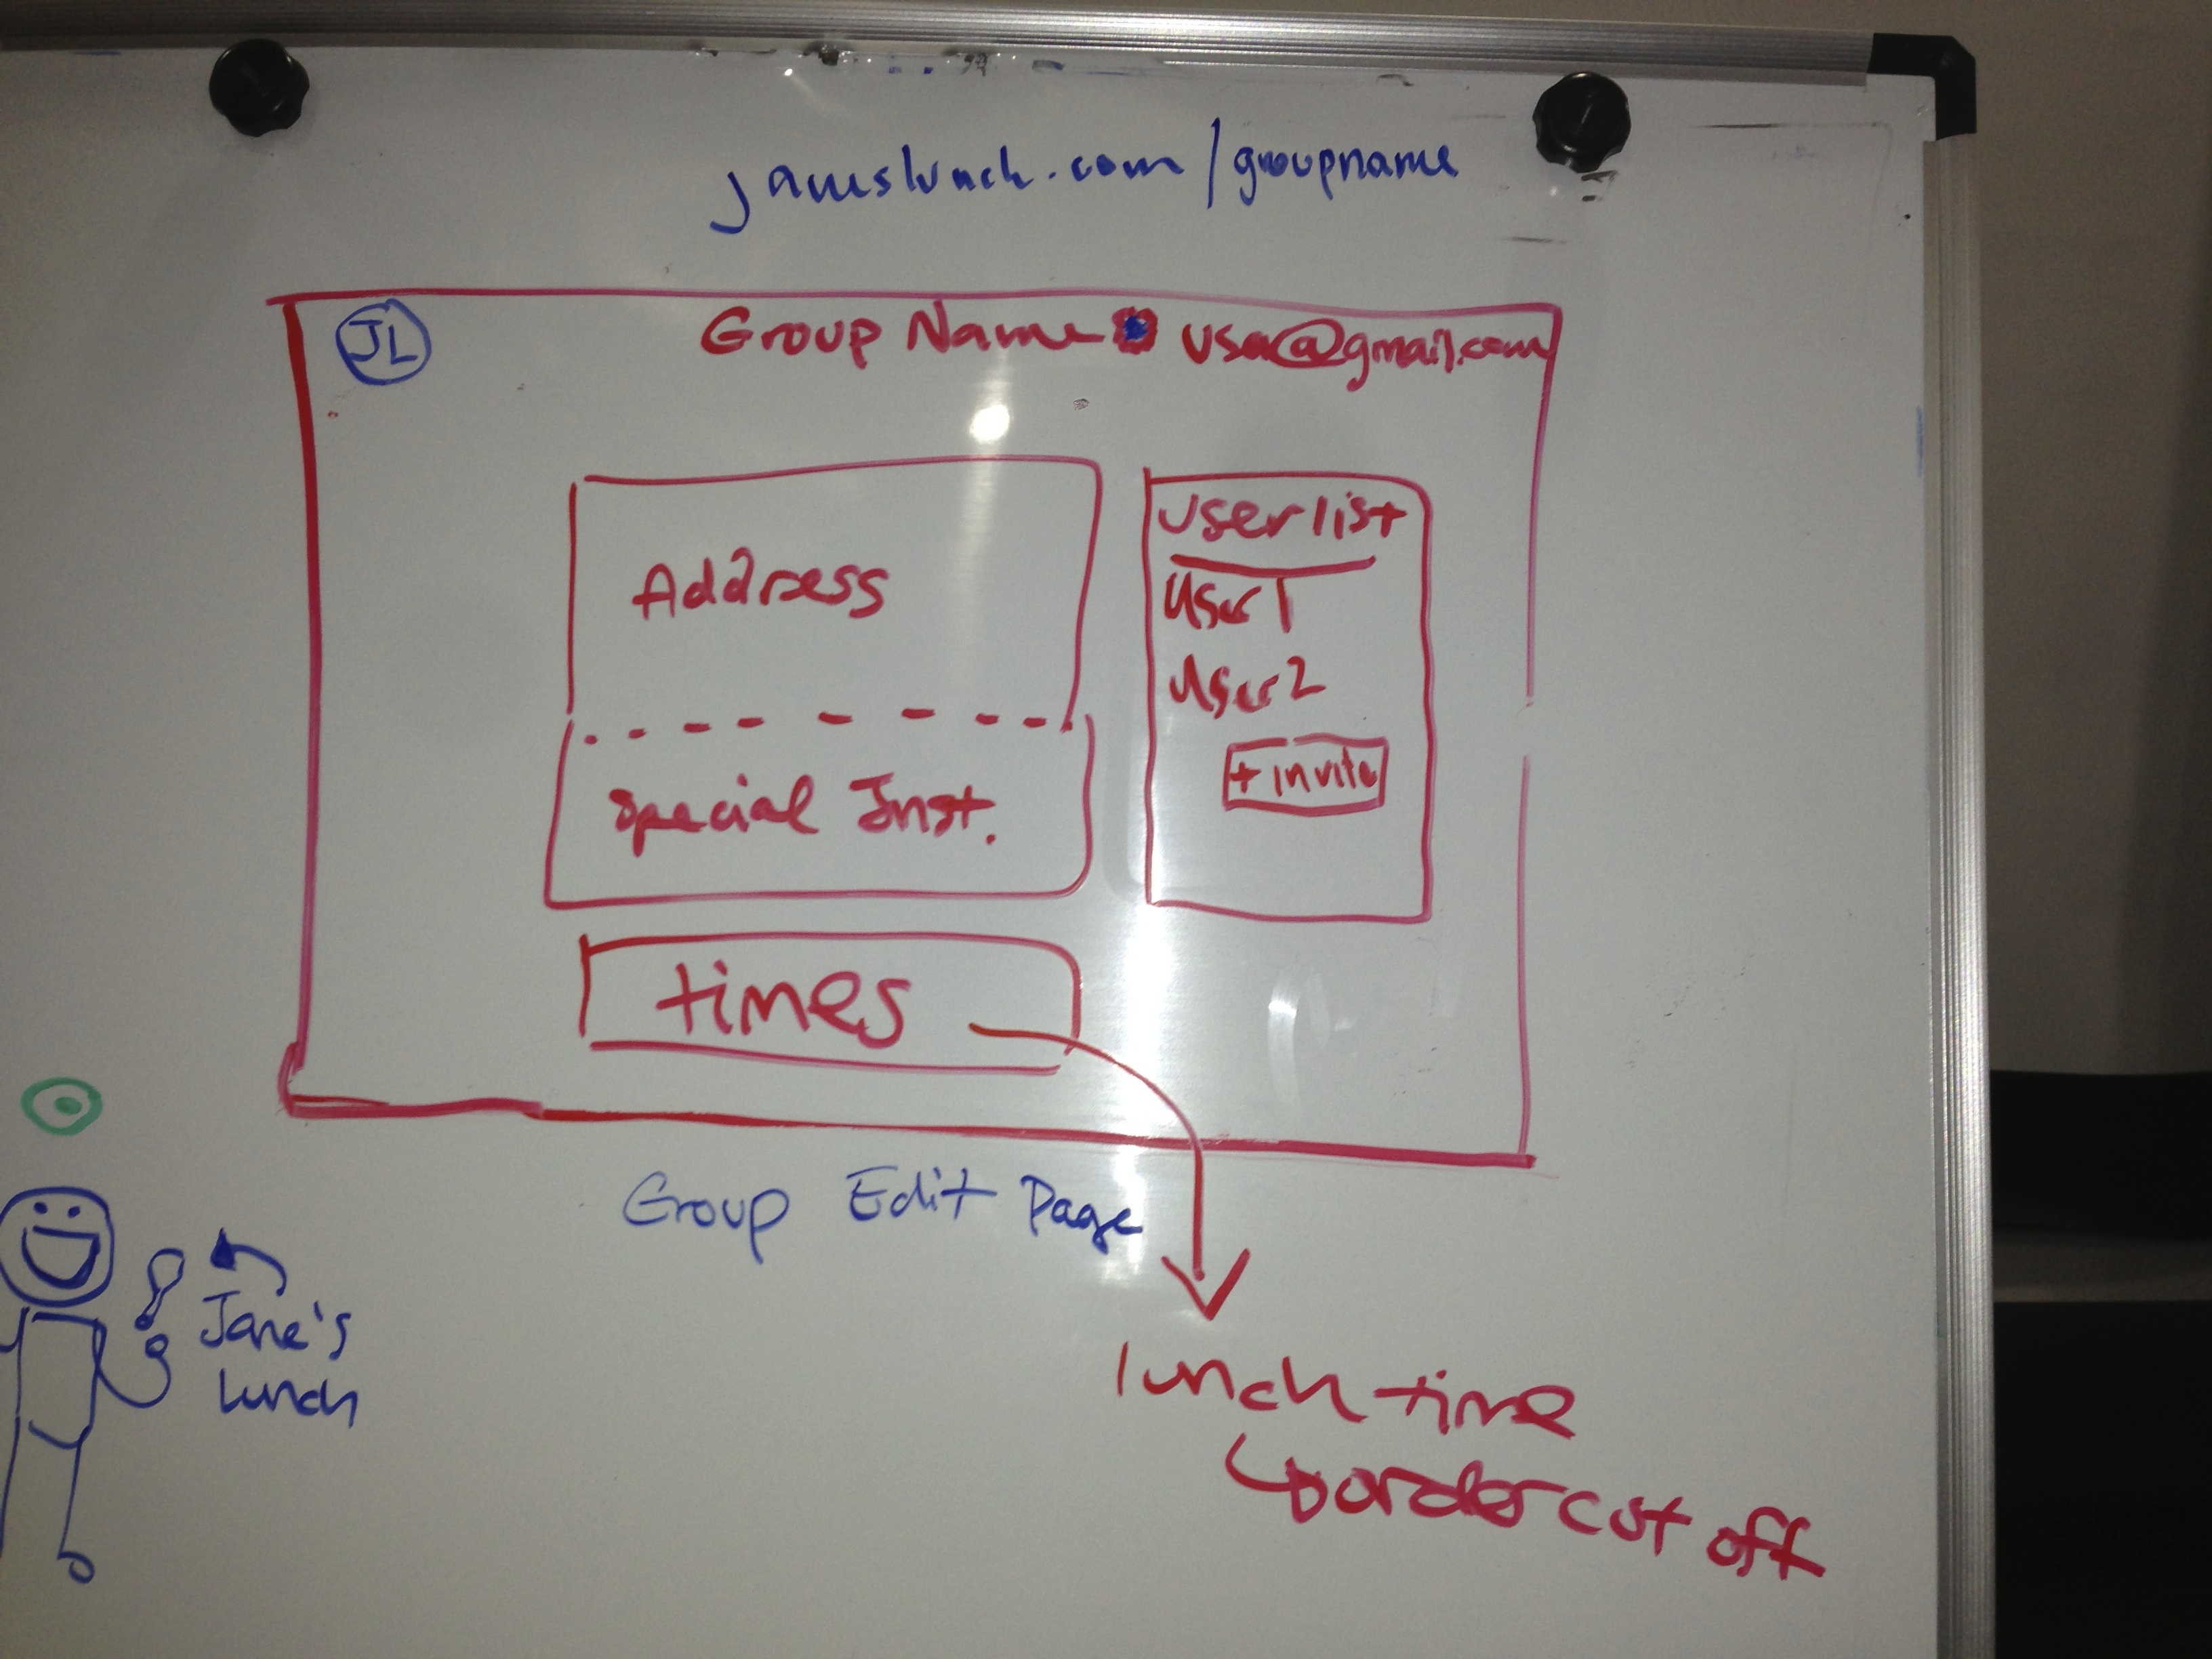 janeslunch.com/groupname
JL
Group Name user@gmail.com
Address
Special Inst.
userlist
User1
User2
+ invite
times
Group Edit Page
Jane's
Lunch
lunch time
order cut off